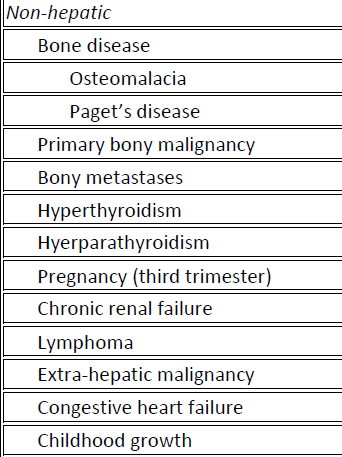 Non-hepatic
Bone disease
Osteomalacia
Paget’s disease
Primary bony malignancy
Bony metastases
Hyperthyroidism
Hyerparathyroidism
Pregnancy (third trimester)
Chronic renal failure
Lymphoma
Extra-hepatic malignancy
Congestive heart failure
Childhood growth